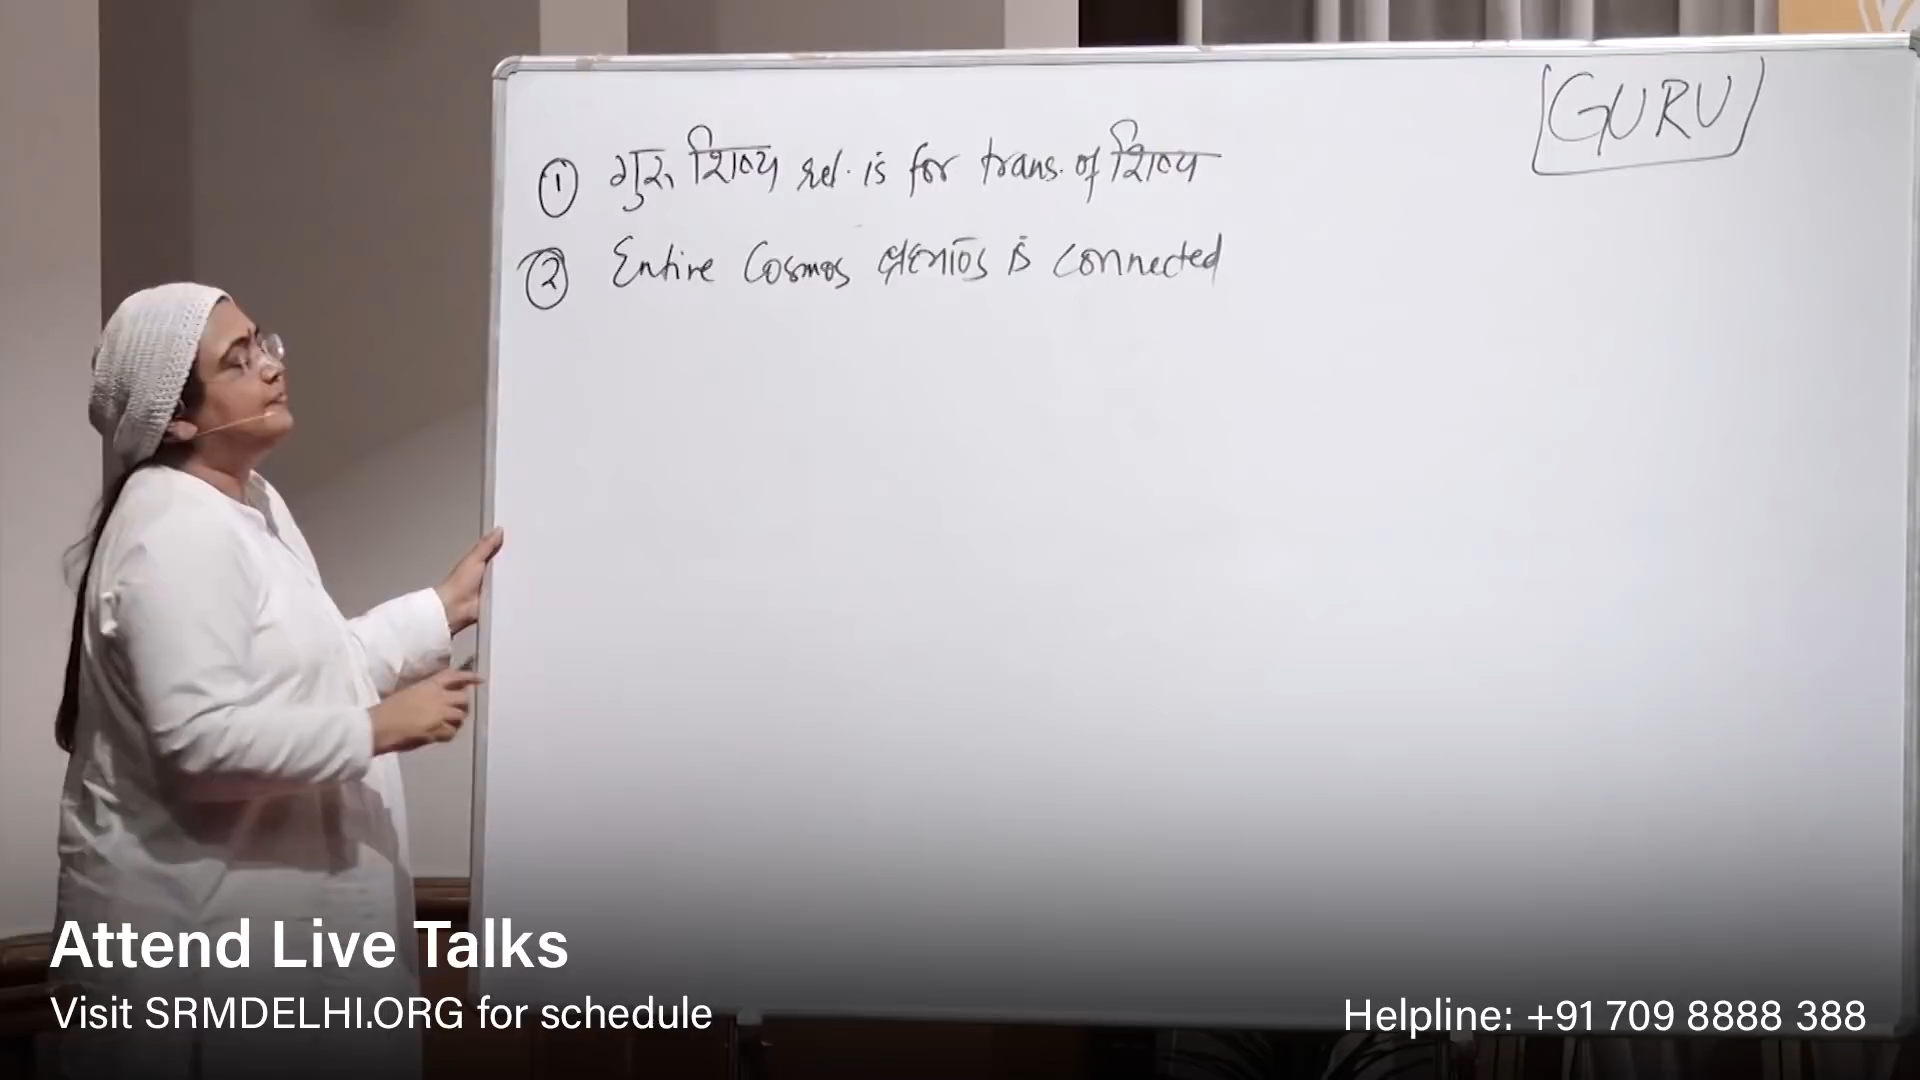 GURU
① गुरु शिष्य rel. is for trans. of शिष्य
② Entire Cosmos ब्रह्मांड is connected
Attend Live Talks
Visit SRMDELHI.ORG for schedule
Helpline: +91 709 8888 388